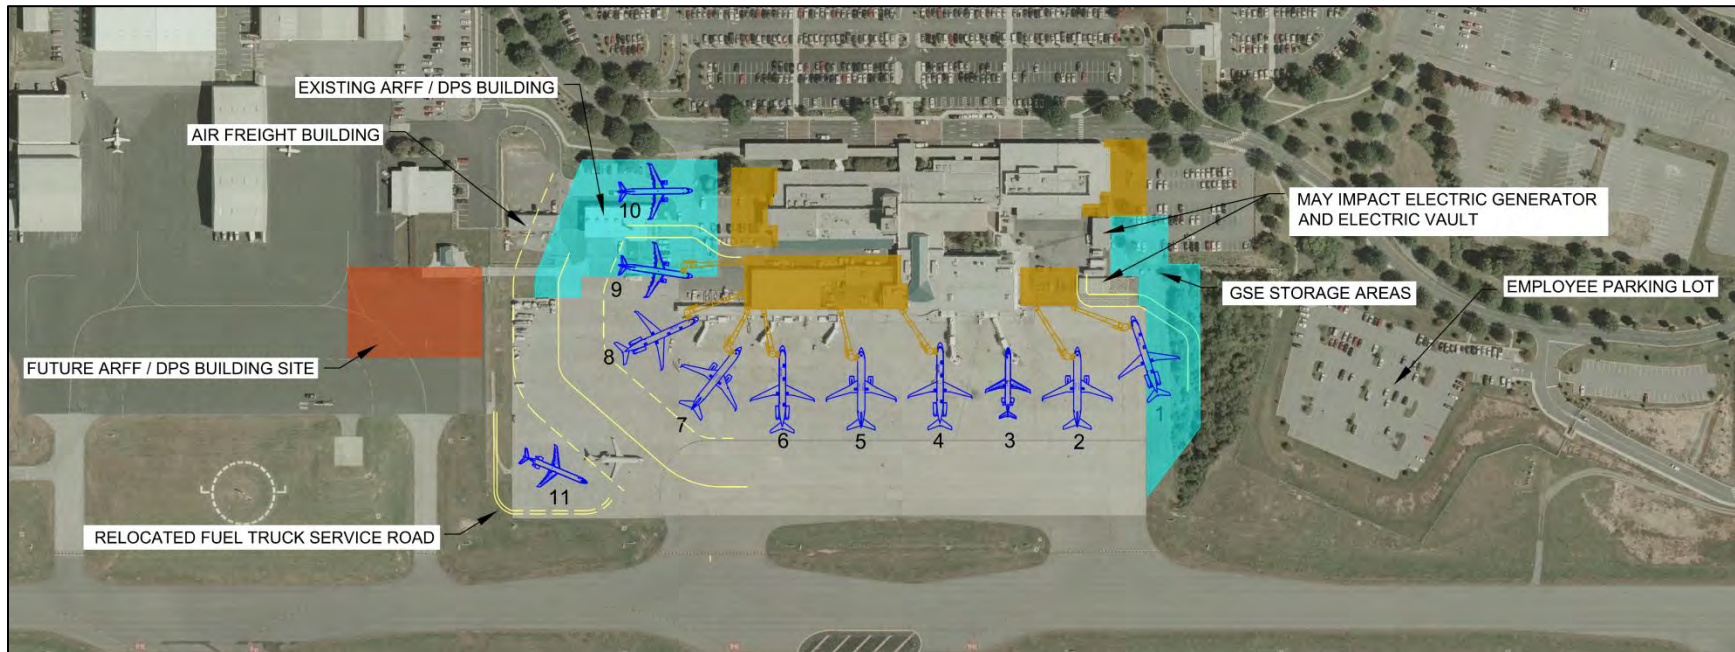 EXISTING ARFF / DPS BUILDING
AIR FREIGHT BUILDING
10
MAY IMPACT ELECTRIC GENERATOR
AND ELECTRIC VAULT
9
GSE STORAGE AREAS
EMPLOYEE PARKING LOT
8
FUTURE ARFF / DPS BUILDING SITE
7
6
5
4
3
2
1
11
RELOCATED FUEL TRUCK SERVICE ROAD